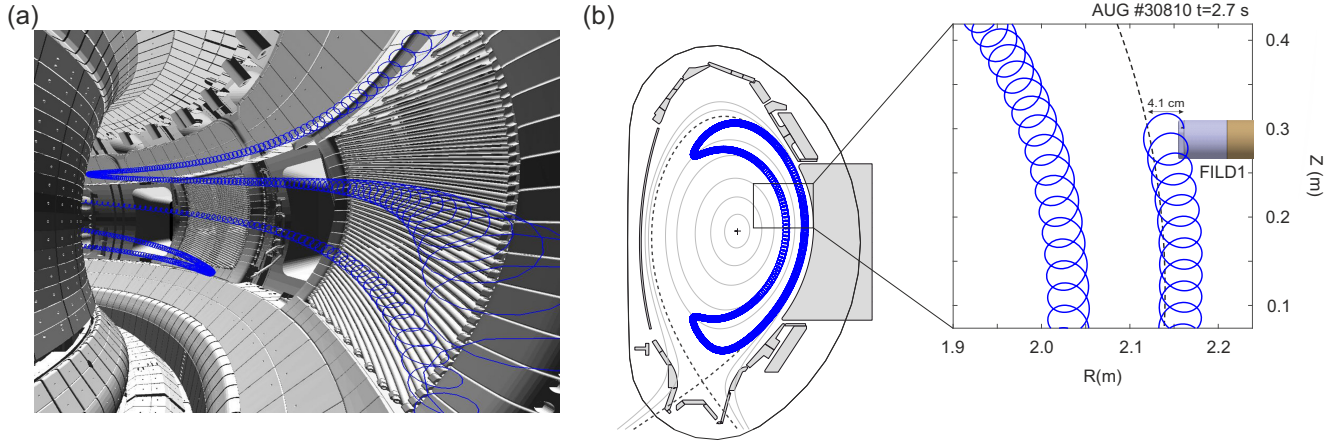 (a)
(b)
AUG #30810 t=2.7 s
0.4
4.1 cm
0.3
FILD1
Z (m)
0.2
0.1
1.9 2.0 2.1 2.2
R(m)